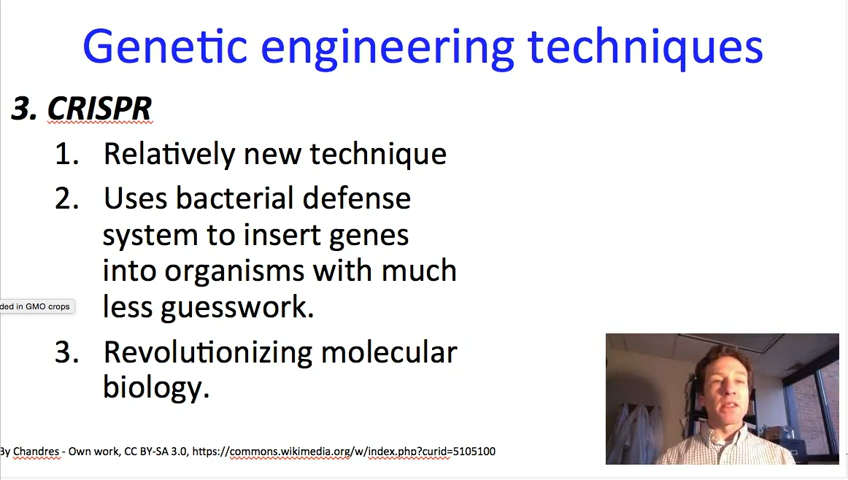 Genetic engineering techniques
3. CRISPR
1. Relatively new technique
2. Uses bacterial defense
system to insert genes
into organisms with much
less guesswork.
ded in GMO crops
3. Revolutionizing molecular
biology.
By Chandres - Own work, CC BY-SA 3.0, https://commons.wikimedia.org/w/index.php?curid=5105100